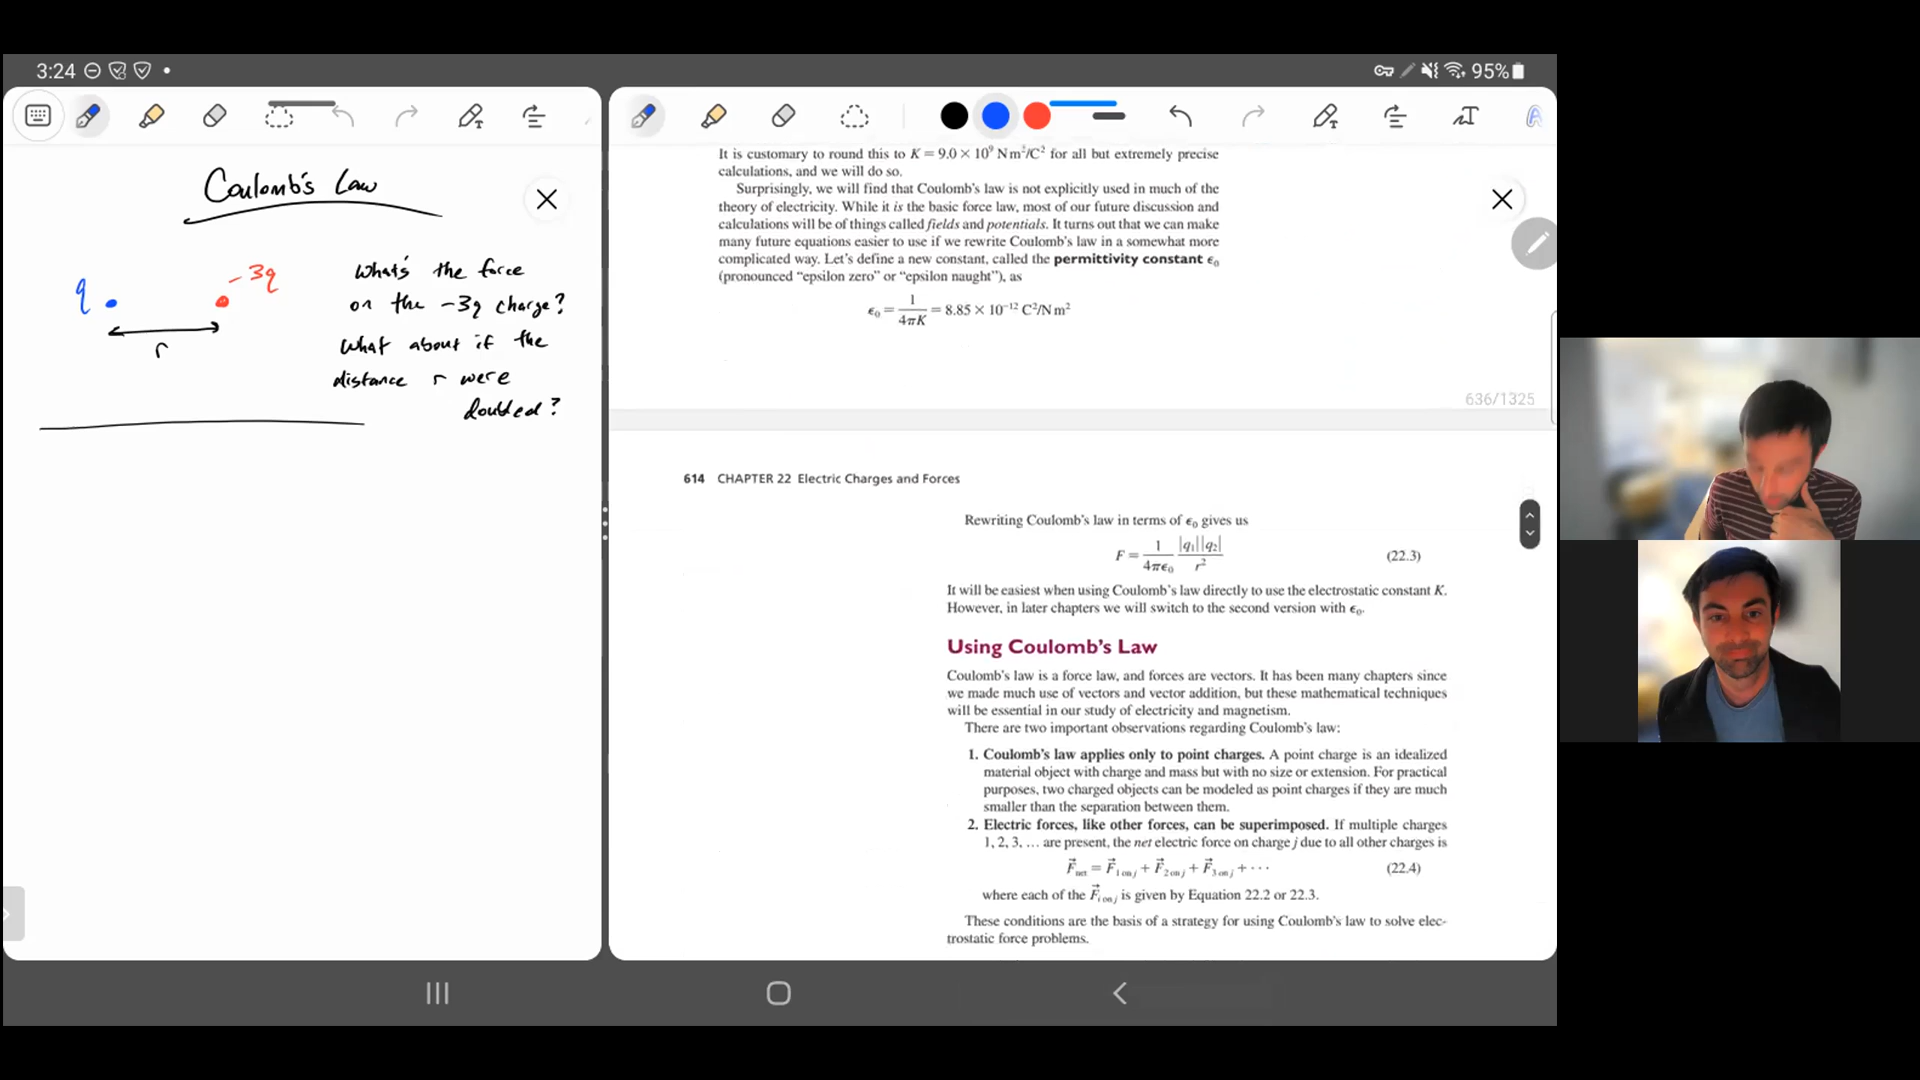 3:24
95%
Coulomb's Law
q
-3q
r
What's the force
on the -3q charge?
What about if the
distance r were
doubled?
It is customary to round this to K = 9.0 × 10⁹ N m²/C² for all but extremely precise
calculations, and we will do so.
Surprisingly, we will find that Coulomb's law is not explicitly used in much of the
theory of electricity. While it is the basic force law, most of our future discussion and
calculations will be of things called fields and potentials. It turns out that we can make
many future equations easier to use if we rewrite Coulomb's law in a somewhat more
complicated way. Let's define a new constant, called the permittivity constant ϵ₀
(pronounced "epsilon zero" or "epsilon naught"), as
ϵ₀ = 1/4πK = 8.85 × 10⁻¹² C²/N m²
636/1325
614 CHAPTER 22 Electric Charges and Forces
Rewriting Coulomb's law in terms of ϵ₀ gives us
F = 1/4πϵ₀ |q₁||q₂|/r² (22.3)
It will be easiest when using Coulomb's law directly to use the electrostatic constant K.
However, in later chapters we will switch to the second version with ϵ₀.
Using Coulomb's Law
Coulomb's law is a force law, and forces are vectors. It has been many chapters since
we made much use of vectors and vector addition, but these mathematical techniques
will be essential in our study of electricity and magnetism.
There are two important observations regarding Coulomb's law:
1. Coulomb's law applies only to point charges. A point charge is an idealized
material object with charge and mass but with no size or extension. For practical
purposes, two charged objects can be modeled as point charges if they are much
smaller than the separation between them.
2. Electric forces, like other forces, can be superimposed. If multiple charges
1, 2, 3, … are present, the net electric force on charge j due to all other charges is
F⃗net = F⃗1 on j + F⃗2 on j + F⃗3 on j + ··· (22.4)
where each of the F⃗i on j is given by Equation 22.2 or 22.3.
These conditions are the basis of a strategy for using Coulomb's law to solve elec-
trostatic force problems.